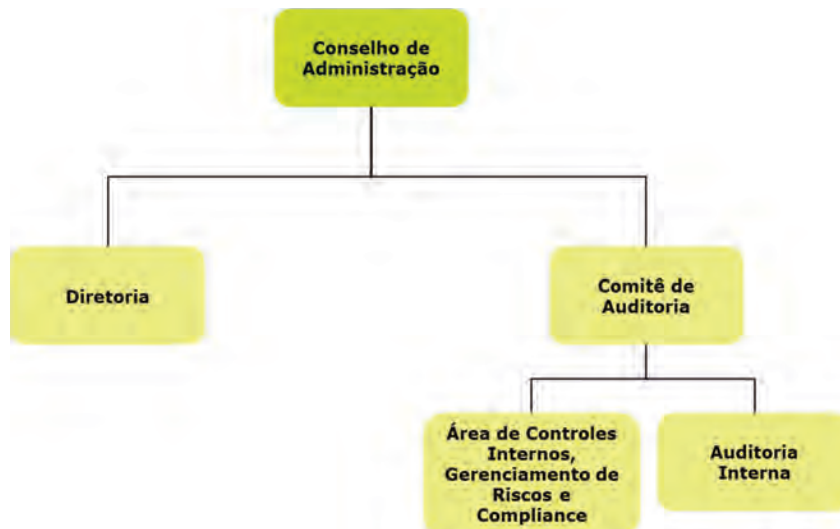 Conselho de
Administração
Diretoria
Comitê de
Auditoria
Área de Controles
Internos,
Gerenciamento de
Riscos e
Compliance
Auditoria
Interna